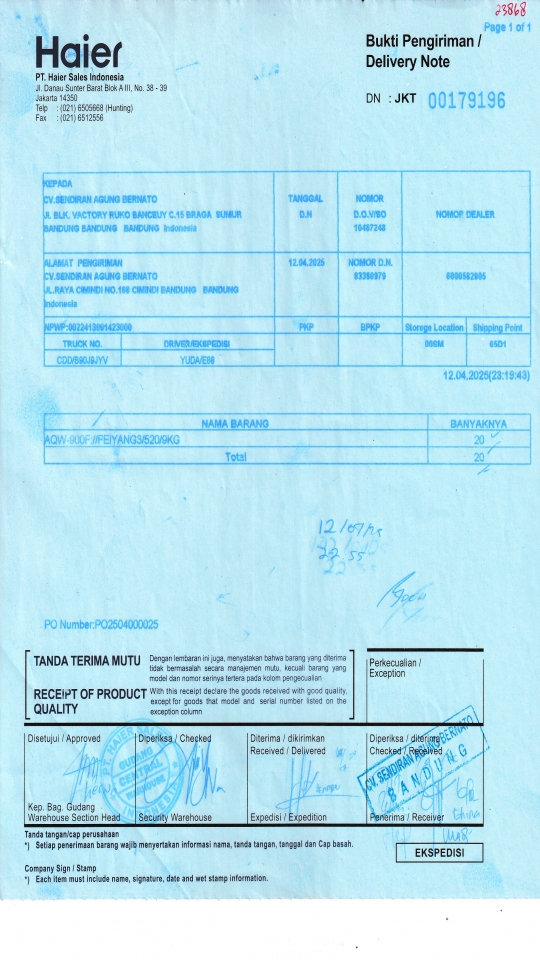 23868
Page 1 of 1
Haier
Bukti Pengiriman /
Delivery Note
PT. Haier Sales Indonesia
Jl. Danau Sunter Barat Blok A III, No. 38 - 39
Jakarta 14350
Telp : (021) 6505668 (Hunting)
Fax : (021) 6512556
DN : JKT 00179196
KEPADA
CV.SENDIRAN AGUNG BERNATO
JL. BLK. VACTORY RUKO BANCEUY C.15 BRAGA SUMUR
BANDUNG BANDUNG BANDUNG Indonesia
TANGGAL
D.N
NOMOR
D.O.V/SO
16487248
NOMOR DEALER
ALAMAT PENGIRIMAN
CV.SENDIRAN AGUNG BERNATO
JL.RAYA CIMINDI NO.166 CIMINDI BANDUNG BANDUNG
Indonesia
12.04.2025
NOMOR D.N.
83380979
0000582605
NPWP:0022413091423000
PKP
BPKP
Storege Location
Shipping Point
TRUCK NO.
DRIVER/EKSPEDISI
65D1
YUDA/E66
12.04.2025(23:19:43)
NAMA BARANG
BANYAKNYA
AQW-900F://FEIYANG3/520/9KG
20
Total
20
22.55
PO Number:PO2504000025
TANDA TERIMA MUTU
Dengan lembaran ini juga, menyatakan bahwa barang yang diterima
tidak bermasalah secara manajemen mutu, kecuali barang yang
model dan nomor serinya tertera pada kolom pengecualian
RECEIPT OF PRODUCT
QUALITY
With this receipt declare the goods received with good quality,
except for goods that model and serial number listed on the
exception column
Perkecualian /
Exception
Disetujui / Approved
Diperiksa / Checked
Diterima / dikirimkan
Received / Delivered
Diperiksa / diterima
Checked / Received
CV. SENDIRAN AGUNG BERNATO
BANDUNG
Kep. Bag. Gudang
Warehouse Section Head
Security Warehouse
Expedisi / Expedition
Penerima / Receiver
Tanda tangan/cap perusahaan
*) Setiap penerimaan barang wajib menyertakan informasi nama, tanda tangan, tanggal dan Cap basah.
EKSPEDISI
Company Sign / Stamp
*) Each item must include name, signature, date and wet stamp information.